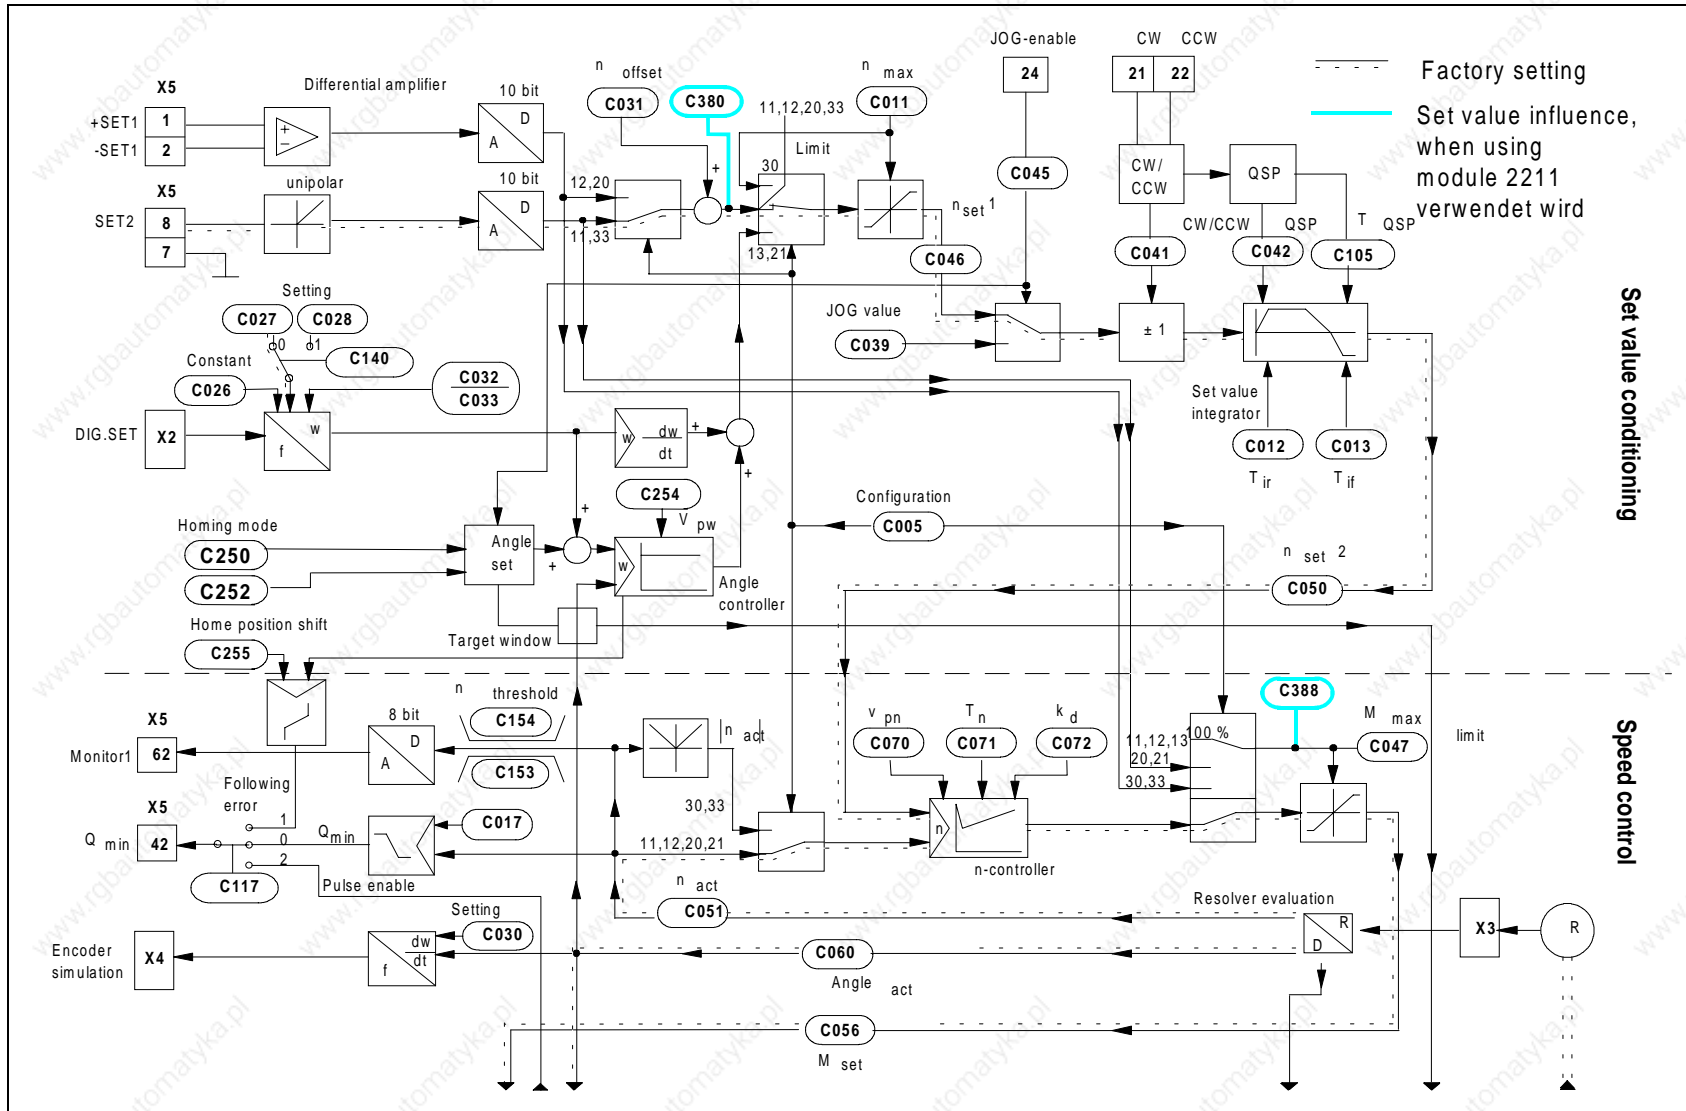 JOG-enable
CW CCW
n offset
n max
24
21 22
Factory setting
X5
Differential amplifier
10 bit
C031
C380
11,12,20,33
C011
Set value influence,
when using
module 2211
verwendet wird
+SET1
1
-SET1
2
+
−
D
A
Limit
30
+
C045
CW/
CCW
QSP
X5
unipolar
10 bit
12,20
SET2
8
7
D
A
11,33
13,21
n set 1
CW/CCW QSP T QSP
C046
C041
C042
C105
Setting
C027
C028
0
1
JOG value
C039
± 1
Constant
C140
C026
C032
C033
Set value
integrator
DIG.SET
X2
w
f
w
dw
dt
+
+
C012
C013
T ir
T if
Set value conditioning
C254
V pw
Configuration
C005
Homing mode
C250
C252
Angle
set
+
+
w
Angle
controller
n set 2
C050
Home position shift
C255
Target window
n threshold
C154
C153
8 bit
D
A
X5
Monitor1
62
|n act|
V pn
T n
k d
C070
C071
C072
C388
M max
C047
limit
100 %
11,12,13
20,21
30,33
Following
error
X5
Q min
42
1
0
2
Q min
C017
C117
Pulse enable
30,33
11,12,20,21
n
n-controller
Speed control
n act
C051
Resolver evaluation
R
D
X3
R
Setting
C030
Encoder
simulation
X4
dw
dt
f
C060
Angle act
C056
M set
www.rgbautomatyka.pl